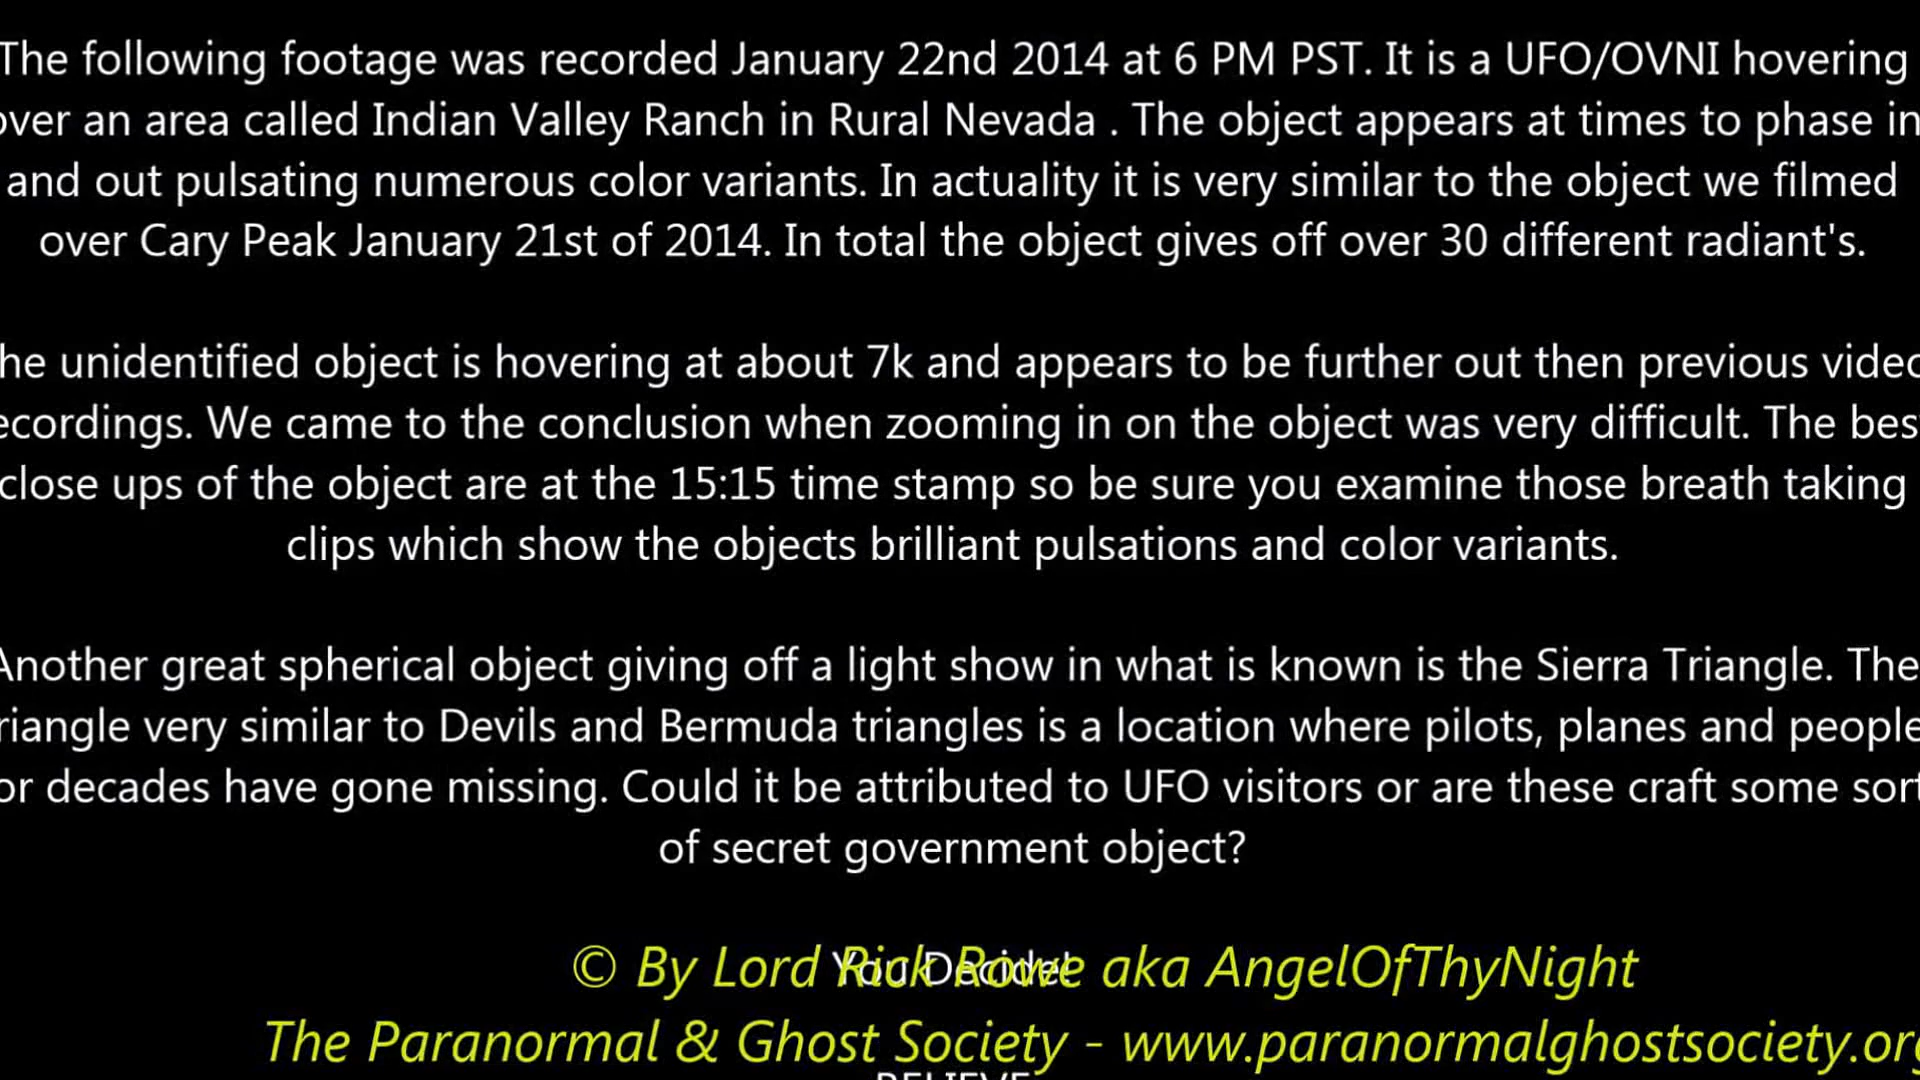 The following footage was recorded January 22nd 2014 at 6 PM PST. It is a UFO/OVNI hovering
over an area called Indian Valley Ranch in Rural Nevada . The object appears at times to phase in
and out pulsating numerous color variants. In actuality it is very similar to the object we filmed
over Cary Peak January 21st of 2014. In total the object gives off over 30 different radiant's.
he unidentified object is hovering at about 7k and appears to be further out then previous video
ecordings. We came to the conclusion when zooming in on the object was very difficult. The bes
close ups of the object are at the 15:15 time stamp so be sure you examine those breath taking
clips which show the objects brilliant pulsations and color variants.
Another great spherical object giving off a light show in what is known is the Sierra Triangle. The
riangle very similar to Devils and Bermuda triangles is a location where pilots, planes and people
or decades have gone missing. Could it be attributed to UFO visitors or are these craft some sort
of secret government object?
You Decide!
© By Lord Rick Rowe aka AngelOfThyNight
The Paranormal & Ghost Society - www.paranormalghostsociety.org
BELIEVE